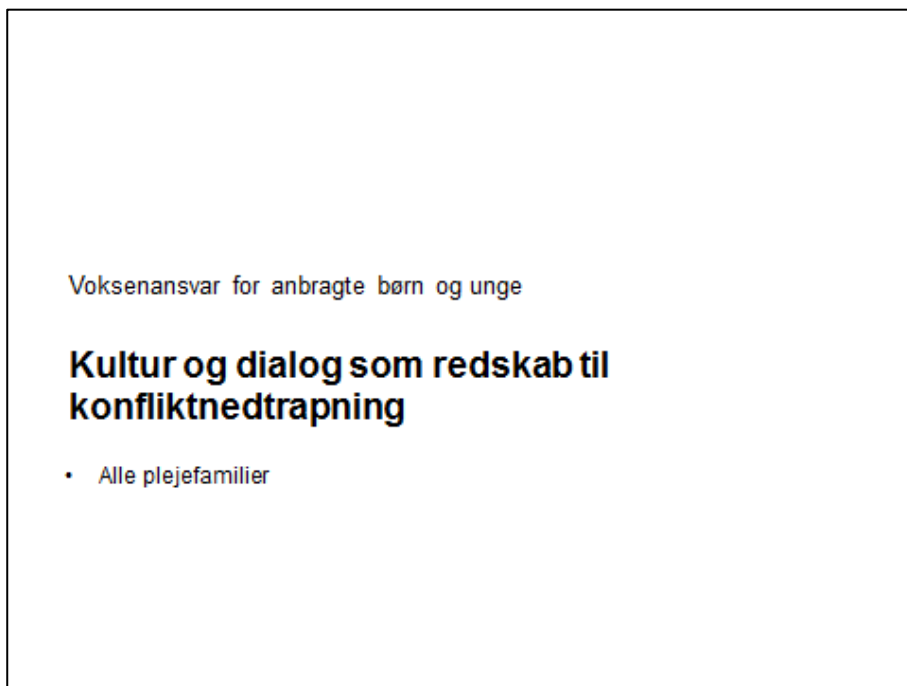 Voksenansvar for anbragte børn og unge
Kultur og dialog som redskab til
konfliktnedtrapning
• Alle plejefamilier